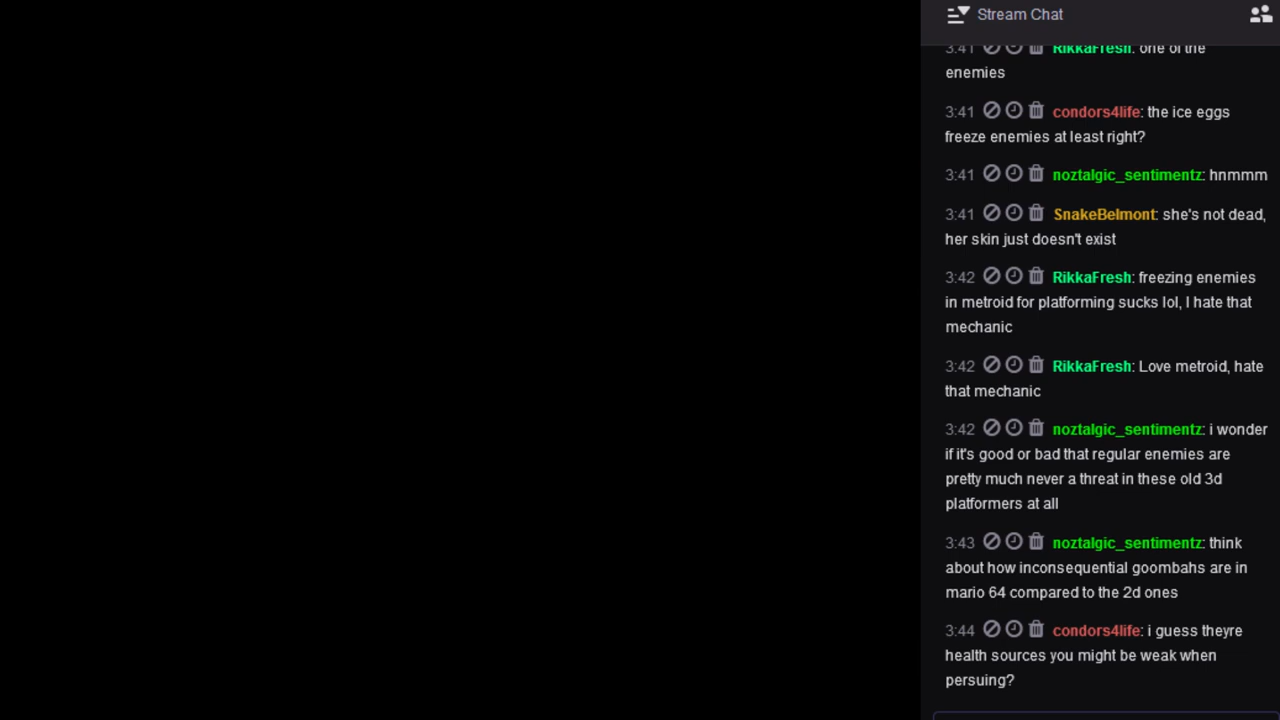 Stream Chat
3:41 RikkaFresh: one of the
enemies
3:41 condors4life: the ice eggs
freeze enemies at least right?
3:41 noztalgic_sentimentz: hnmmm
3:41 SnakeBelmont: she's not dead,
her skin just doesn't exist
3:42 RikkaFresh: freezing enemies
in metroid for platforming sucks lol, I hate that
mechanic
3:42 RikkaFresh: Love metroid, hate
that mechanic
3:42 noztalgic_sentimentz: i wonder
if it's good or bad that regular enemies are
pretty much never a threat in these old 3d
platformers at all
3:43 noztalgic_sentimentz: think
about how inconsequential goombahs are in
mario 64 compared to the 2d ones
3:44 condors4life: i guess theyre
health sources you might be weak when
persuing?